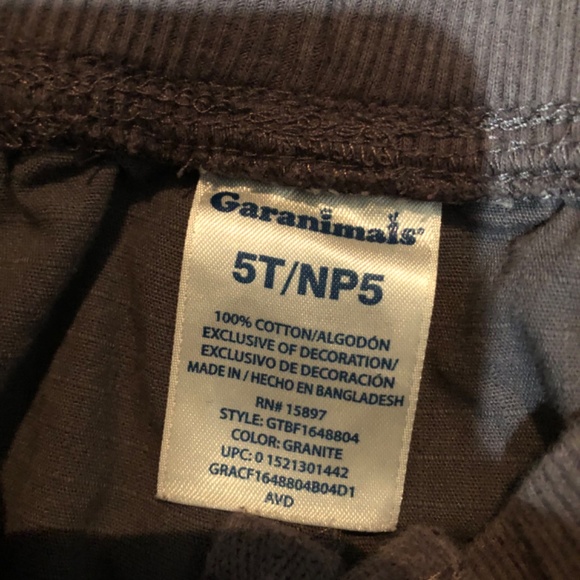 Garanimals®
5T/NP5
100% COTTON/ALGODÓN
EXCLUSIVE OF DECORATION/
EXCLUSIVO DE DECORACIÓN
MADE IN / HECHO EN BANGLADESH
RN# 15897
STYLE: GTBF1648804
COLOR: GRANITE
UPC: 0 1521301442
GRACF1648804B04D1
AVD